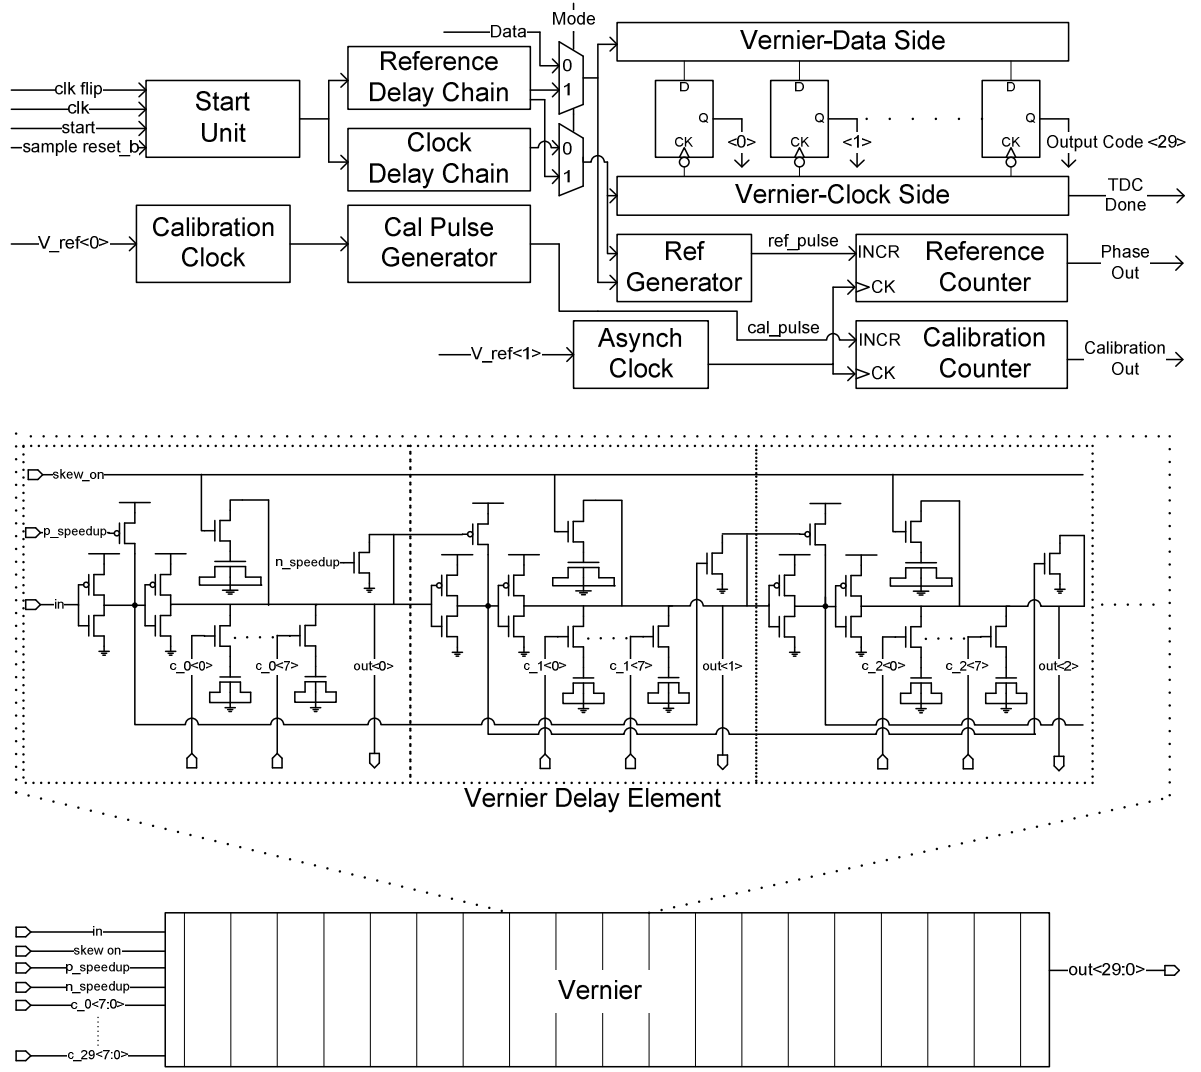 Mode
Data
Vernier-Data Side
Reference
Delay Chain
0
1
clk flip
clk
start
sample reset_b
Start
Unit
D
Q
CK
<0>
D
Q
CK
<1>
D
Q
CK
Output Code <29>
Clock
Delay Chain
0
1
Vernier-Clock Side
TDC
Done
V_ref<0>
Calibration
Clock
Cal Pulse
Generator
Ref
Generator
ref_pulse
INCR
CK
Reference
Counter
Phase
Out
cal_pulse
V_ref<1>
Asynch
Clock
INCR
CK
Calibration
Counter
Calibration
Out
skew_on
p_speedup
n_speedup
in
c_0<0>
c_0<7>
out<0>
c_1<0>
c_1<7>
out<1>
c_2<0>
c_2<7>
out<2>
Vernier Delay Element
in
skew on
p_speedup
n_speedup
c_0<7:0>
c_29<7:0>
Vernier
out<29:0>